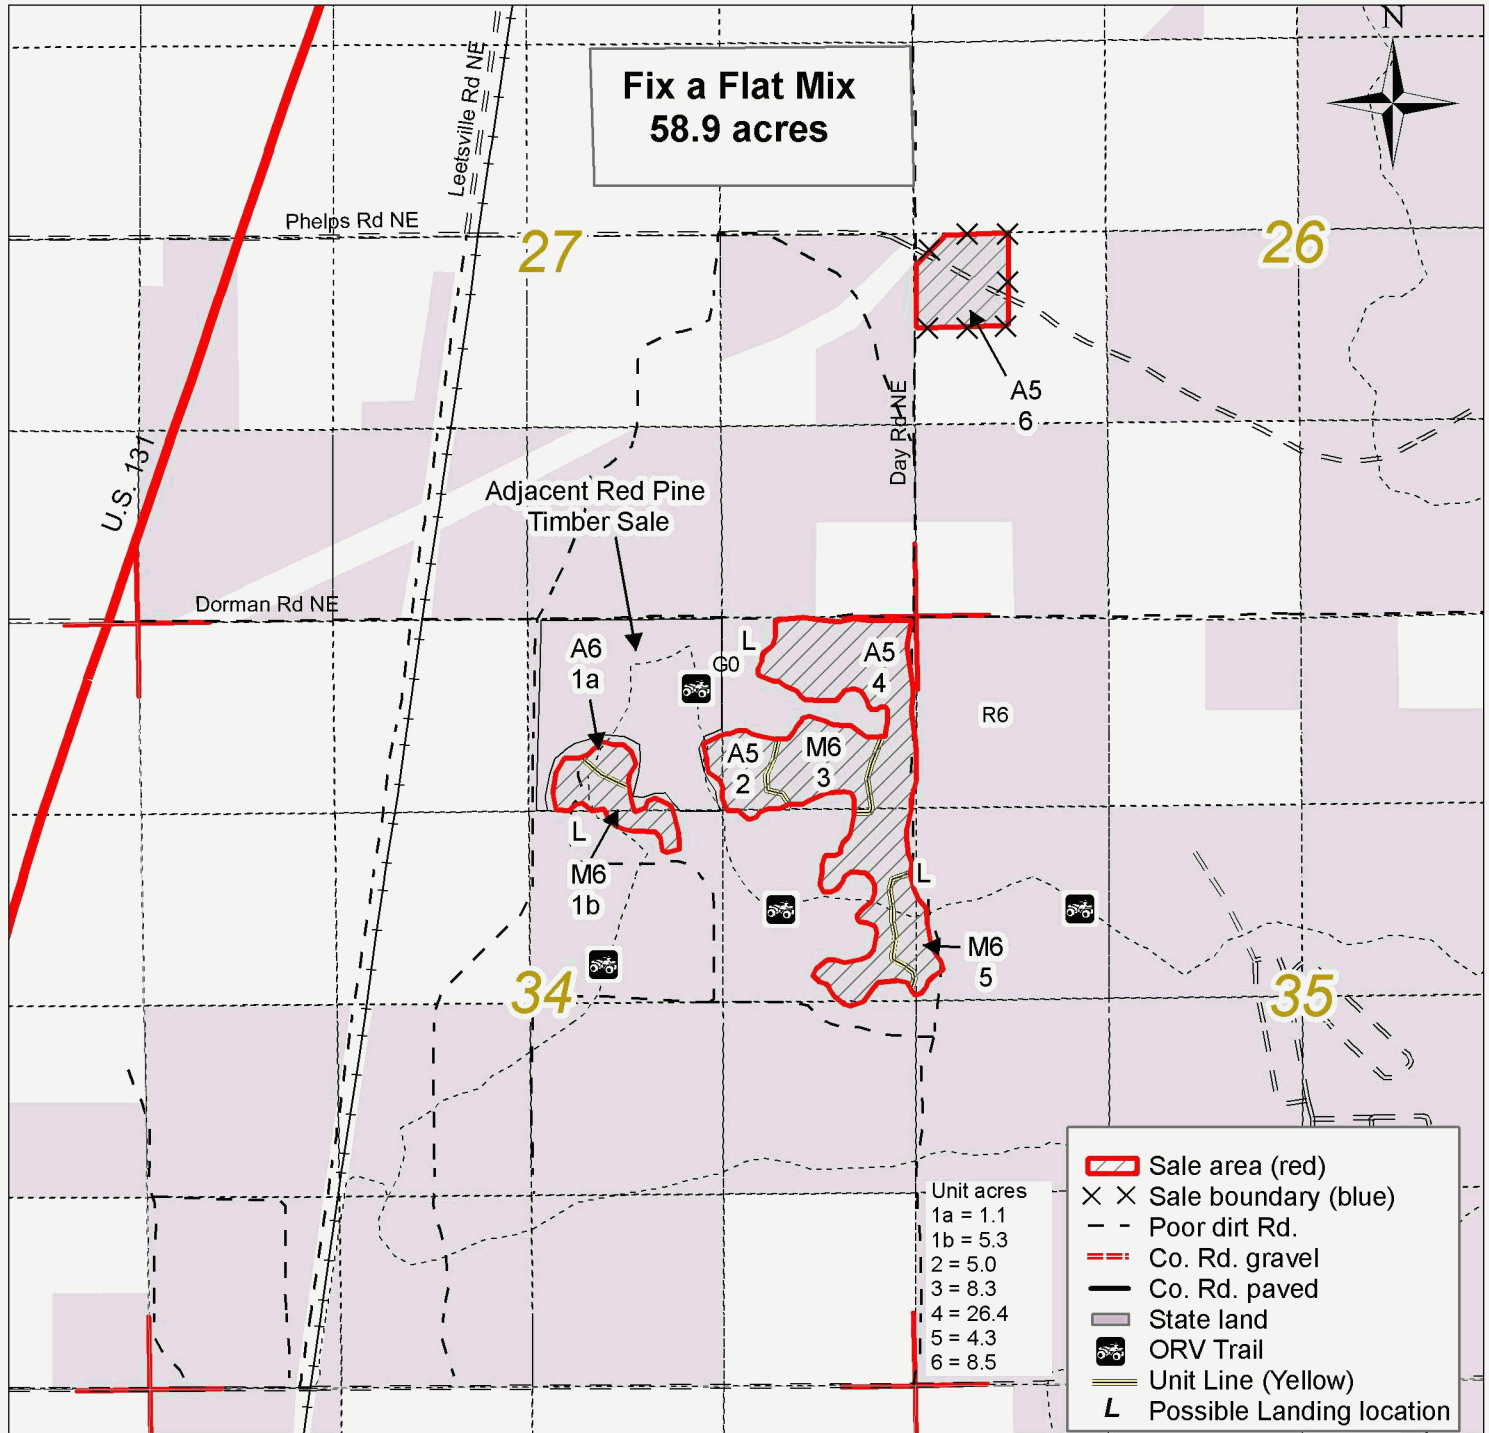 N
Fix a Flat Mix
58.9 acres
Leetsville Rd NE
Phelps Rd NE
27
26
A5
6
Day Rd NE
U.S. 131
Adjacent Red Pine
Timber Sale
Dorman Rd NE
A6
1a
L
G0
A5
4
R6
A5
2
M6
3
L
M6
1b
L
M6
5
34
35
Unit acres
1a = 1.1
1b = 5.3
2 = 5.0
3 = 8.3
4 = 26.4
5 = 4.3
6 = 8.5
Sale area (red)
Sale boundary (blue)
Poor dirt Rd.
Co. Rd. gravel
Co. Rd. paved
State land
ORV Trail
Unit Line (Yellow)
L Possible Landing location